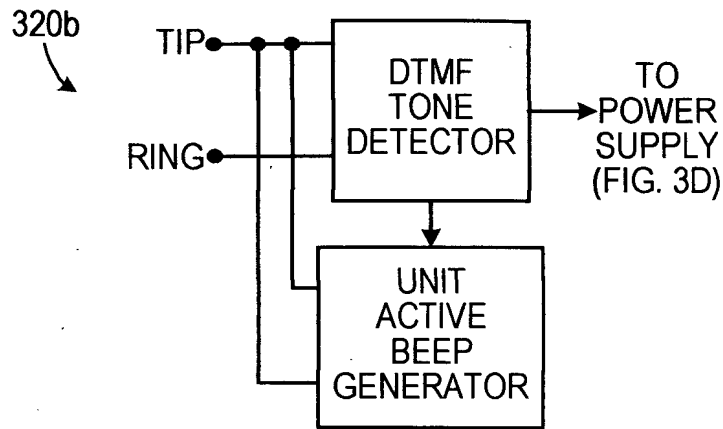 320b
TIP
RING
DTMF
TONE
DETECTOR
TO
POWER
SUPPLY
(FIG. 3D)
UNIT
ACTIVE
BEEP
GENERATOR